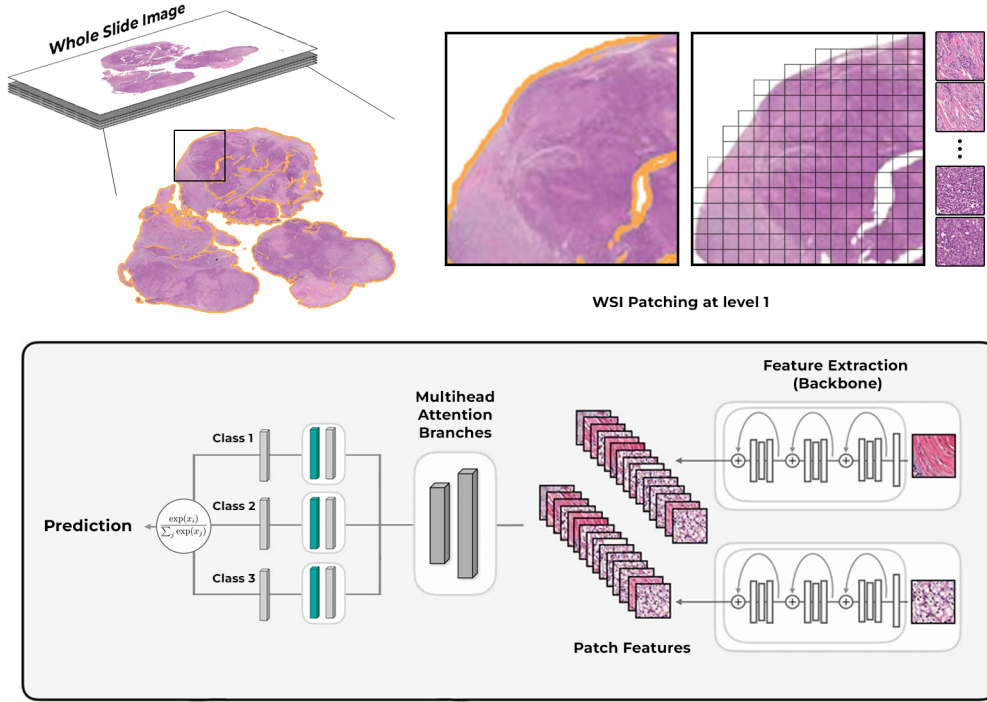 Whole Slide Image
WSI Patching at level 1
Feature Extraction
(Backbone)
Multihead
Attention
Branches
Class 1
Class 2
Class 3
Prediction
exp(x_i)
∑_j exp(x_j)
Patch Features